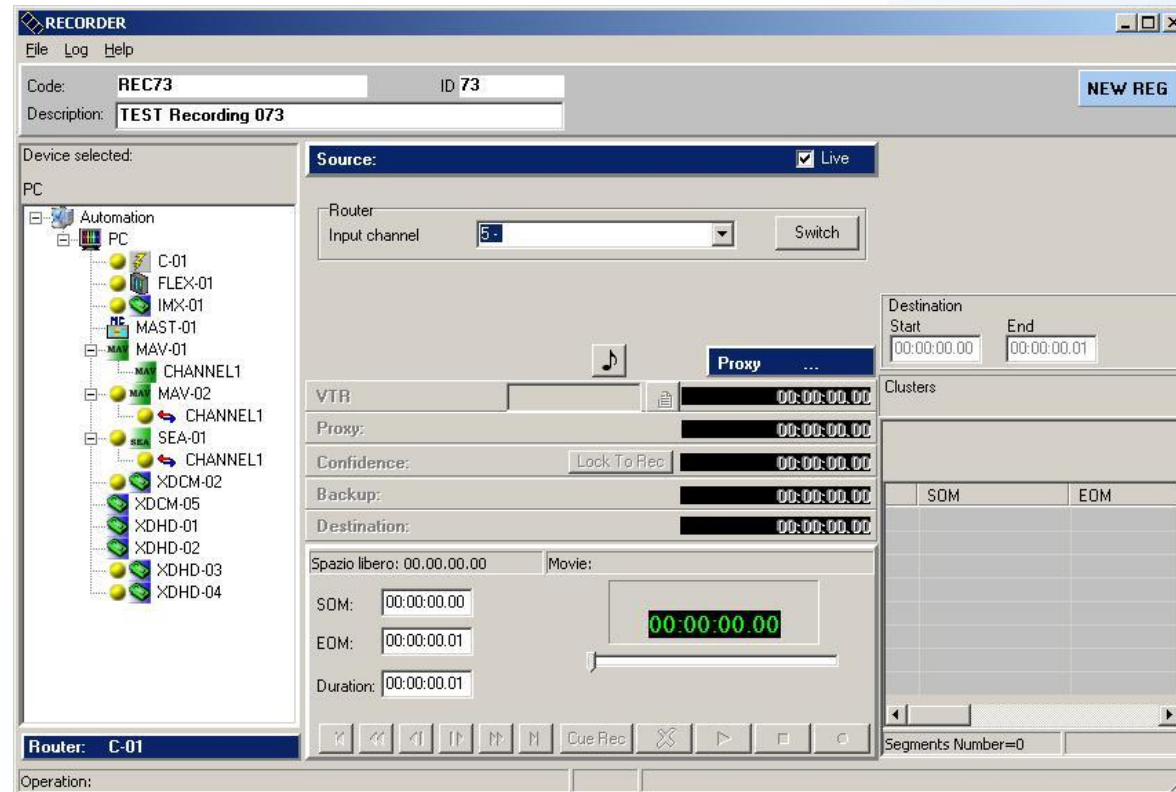 RECORDER
File Log Help
Code: REC73 ID 73
NEW REG
Description: TEST Recording 073
Device selected:
PC
Automation
PC
C-01
FLEX-01
IMX-01
MAST-01
MAV-01
CHANNEL1
MAV-02
CHANNEL1
SEA-01
CHANNEL1
XDCM-02
XDCM-05
XDHD-01
XDHD-02
XDHD-03
XDHD-04
Router: C-01
Source: Live
Router
Input channel 5 - Switch
Proxy ...
VTR 00:00:00.00
Proxy: 00:00:00.00
Confidence: Lock To Rec 00:00:00.00
Backup: 00:00:00.00
Destination: 00:00:00.00
Spazio libero: 00.00.00.00 Movie:
SOM: 00:00:00.00
00:00:00.00
EOM: 00:00:00.01
Duration: 00:00:00.01
Cue Rec
Destination
Start End
00:00:00.00 00:00:00.01
Clusters
SOM EOM
Segments Number=0
Operation: